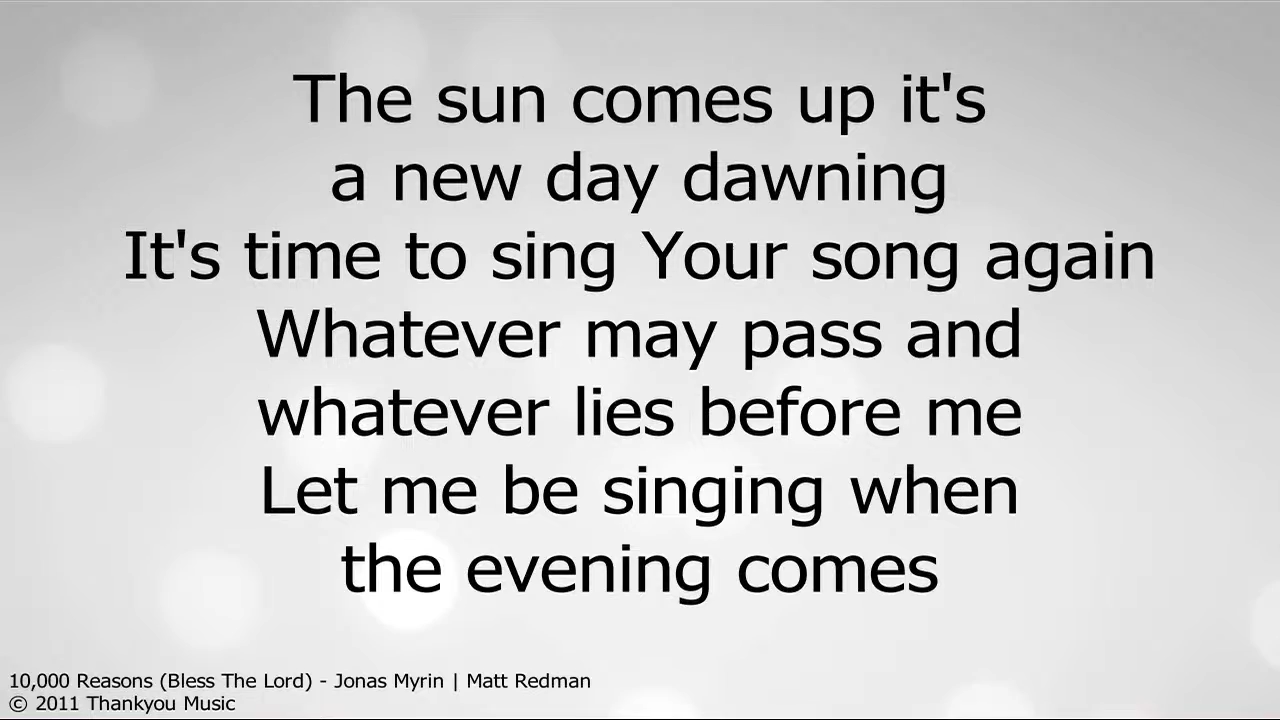 The sun comes up it's
a new day dawning
It's time to sing Your song again
Whatever may pass and
whatever lies before me
Let me be singing when
the evening comes
10,000 Reasons (Bless The Lord) - Jonas Myrin | Matt Redman
© 2011 Thankyou Music